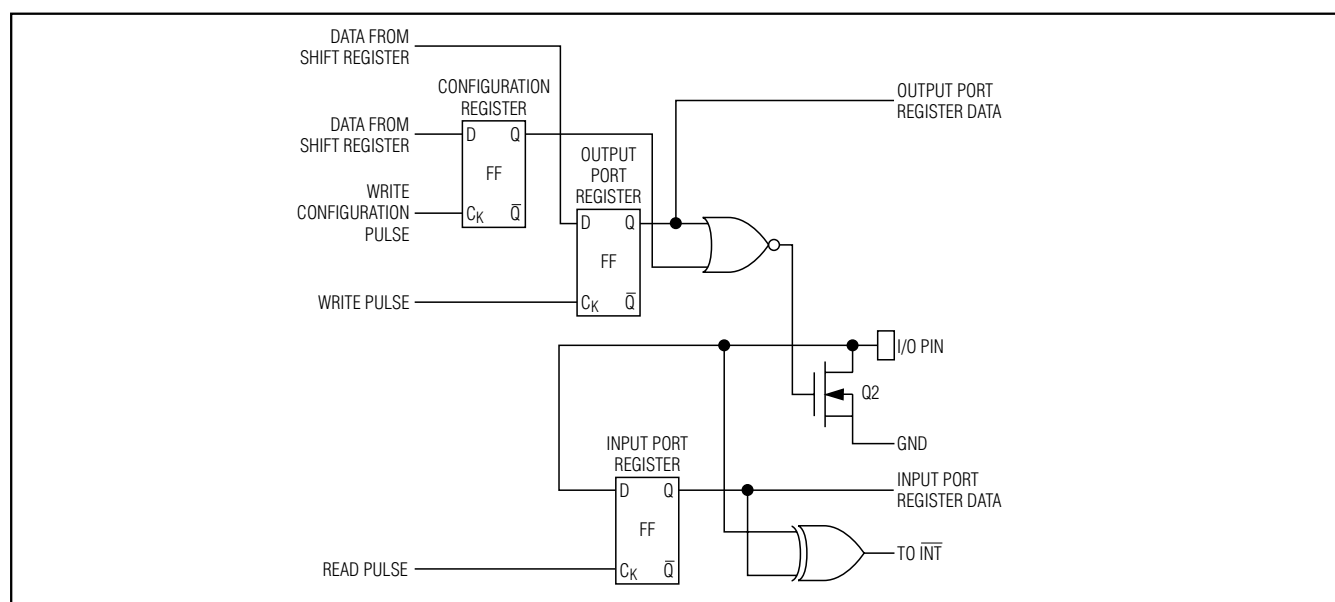 DATA FROM
SHIFT REGISTER
CONFIGURATION
REGISTER
DATA FROM
SHIFT REGISTER
D Q
FF
CK Q̅
WRITE
CONFIGURATION
PULSE
OUTPUT
PORT
REGISTER
D Q
FF
CK Q̅
WRITE PULSE
OUTPUT PORT
REGISTER DATA
I/O PIN
Q2
GND
INPUT PORT
REGISTER
D Q
FF
CK Q̅
READ PULSE
INPUT PORT
REGISTER DATA
TO I̅N̅T̅